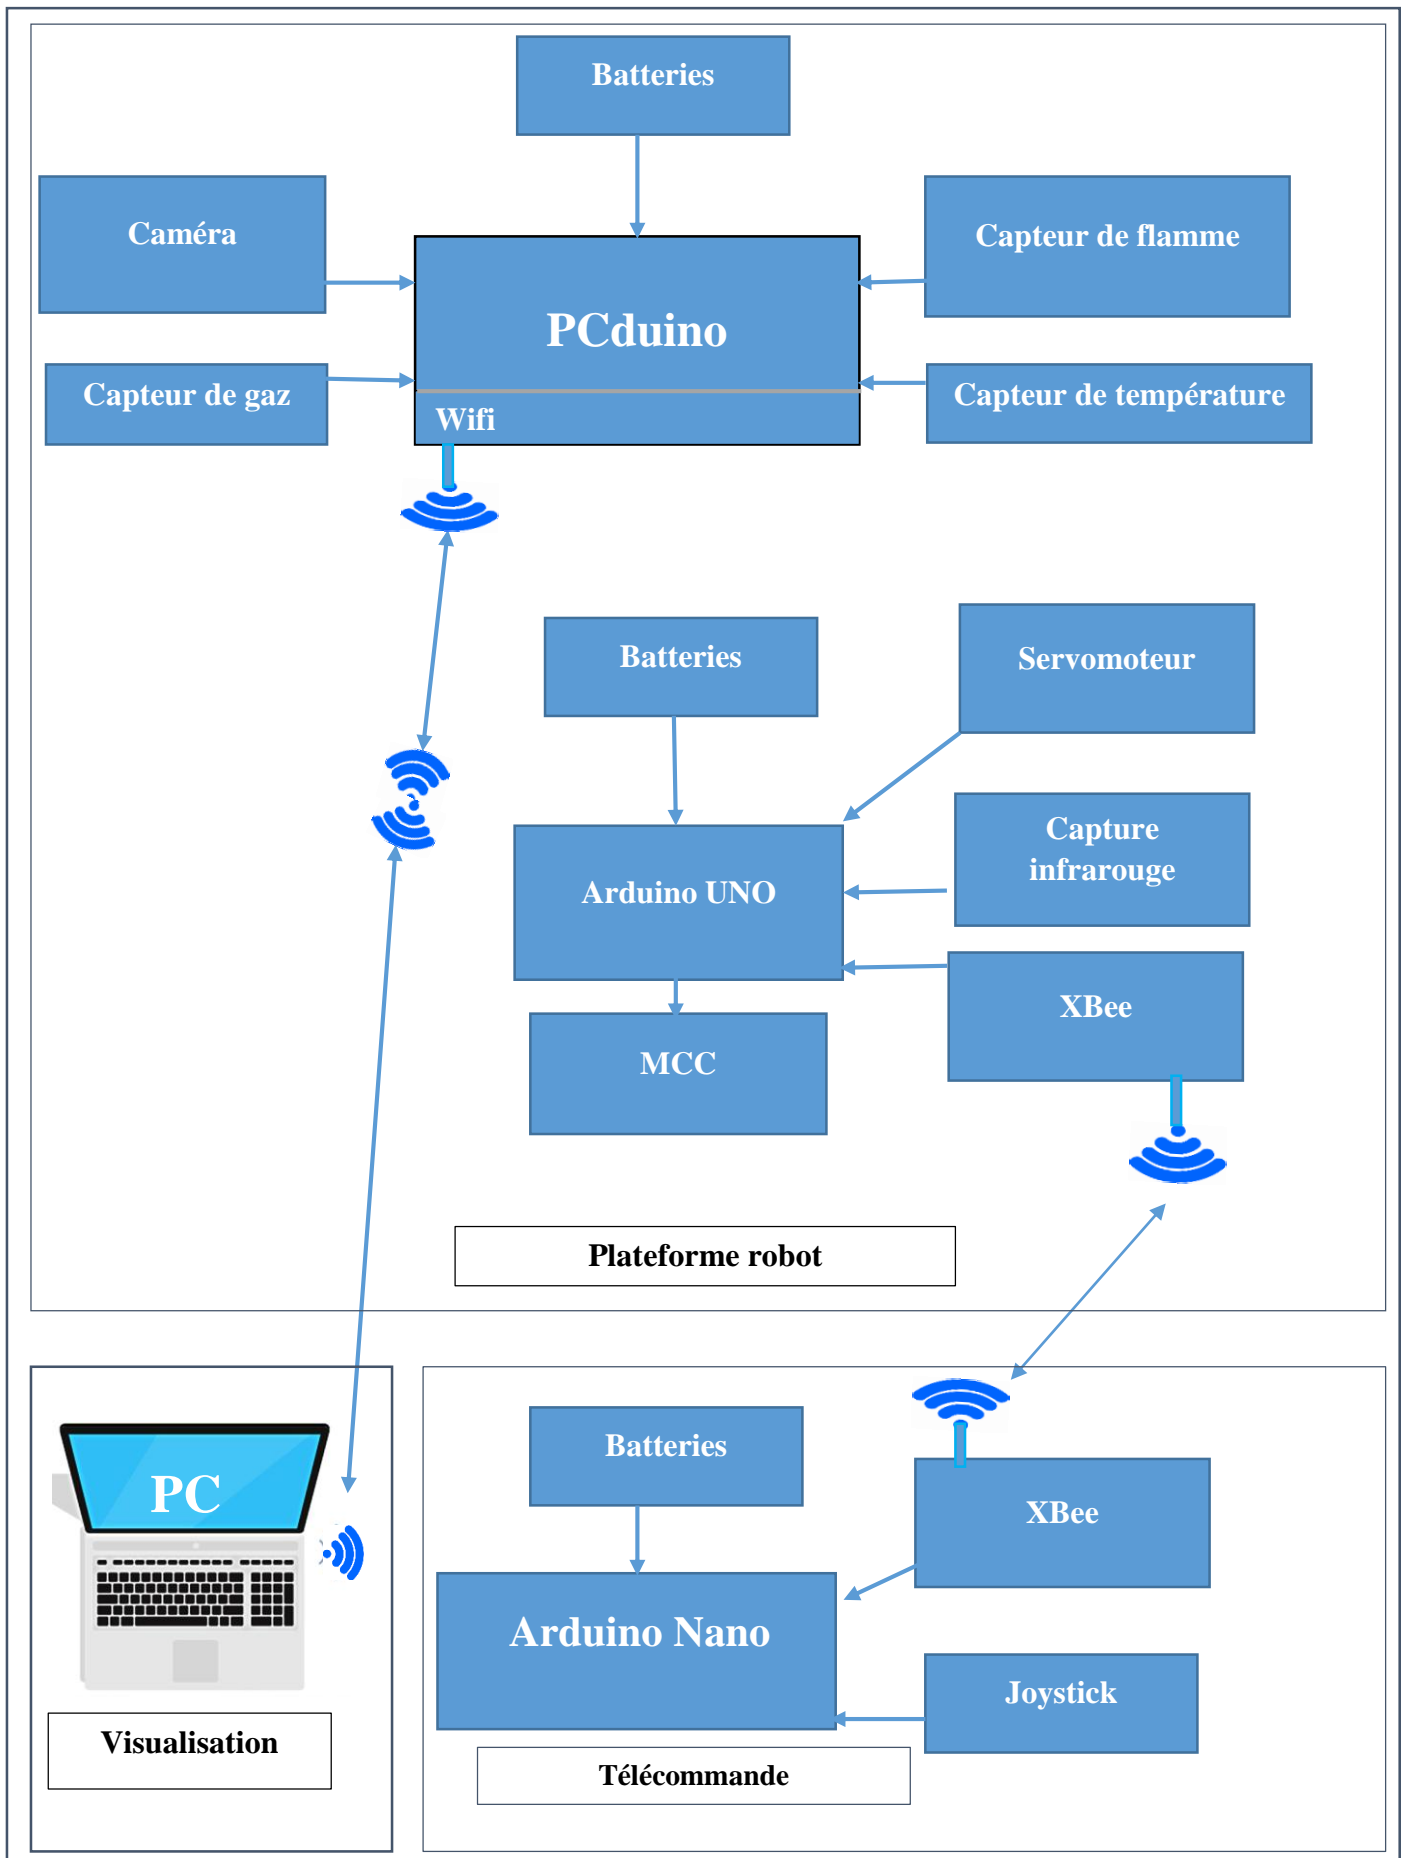 Batteries
Caméra
Capteur de flamme
PCduino
Capteur de gaz
Capteur de température
Wifi
Batteries
Servomoteur
Capture
infrarouge
Arduino UNO
XBee
MCC
Plateforme robot
Batteries
PC
XBee
Arduino Nano
Joystick
Visualisation
Télécommande